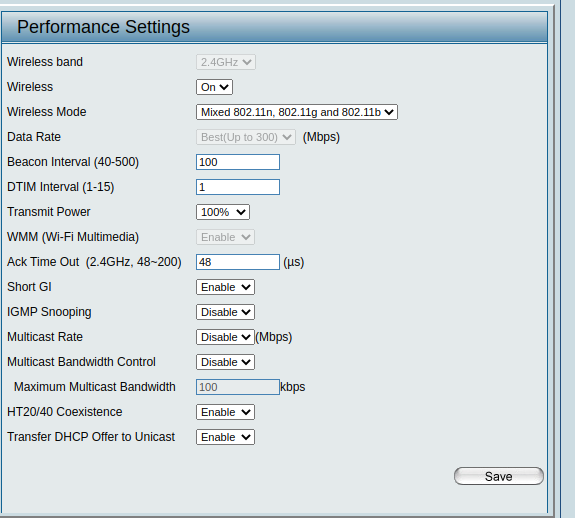 Performance Settings
Wireless band 2.4GHz
Wireless On
Wireless Mode Mixed 802.11n, 802.11g and 802.11b
Data Rate Best(Up to 300) (Mbps)
Beacon Interval (40-500) 100
DTIM Interval (1-15) 1
Transmit Power 100%
WMM (Wi-Fi Multimedia) Enable
Ack Time Out (2.4GHz, 48~200) 48 (µs)
Short GI Enable
IGMP Snooping Disable
Multicast Rate Disable (Mbps)
Multicast Bandwidth Control Disable
Maximum Multicast Bandwidth 100 kbps
HT20/40 Coexistence Enable
Transfer DHCP Offer to Unicast Enable
Save